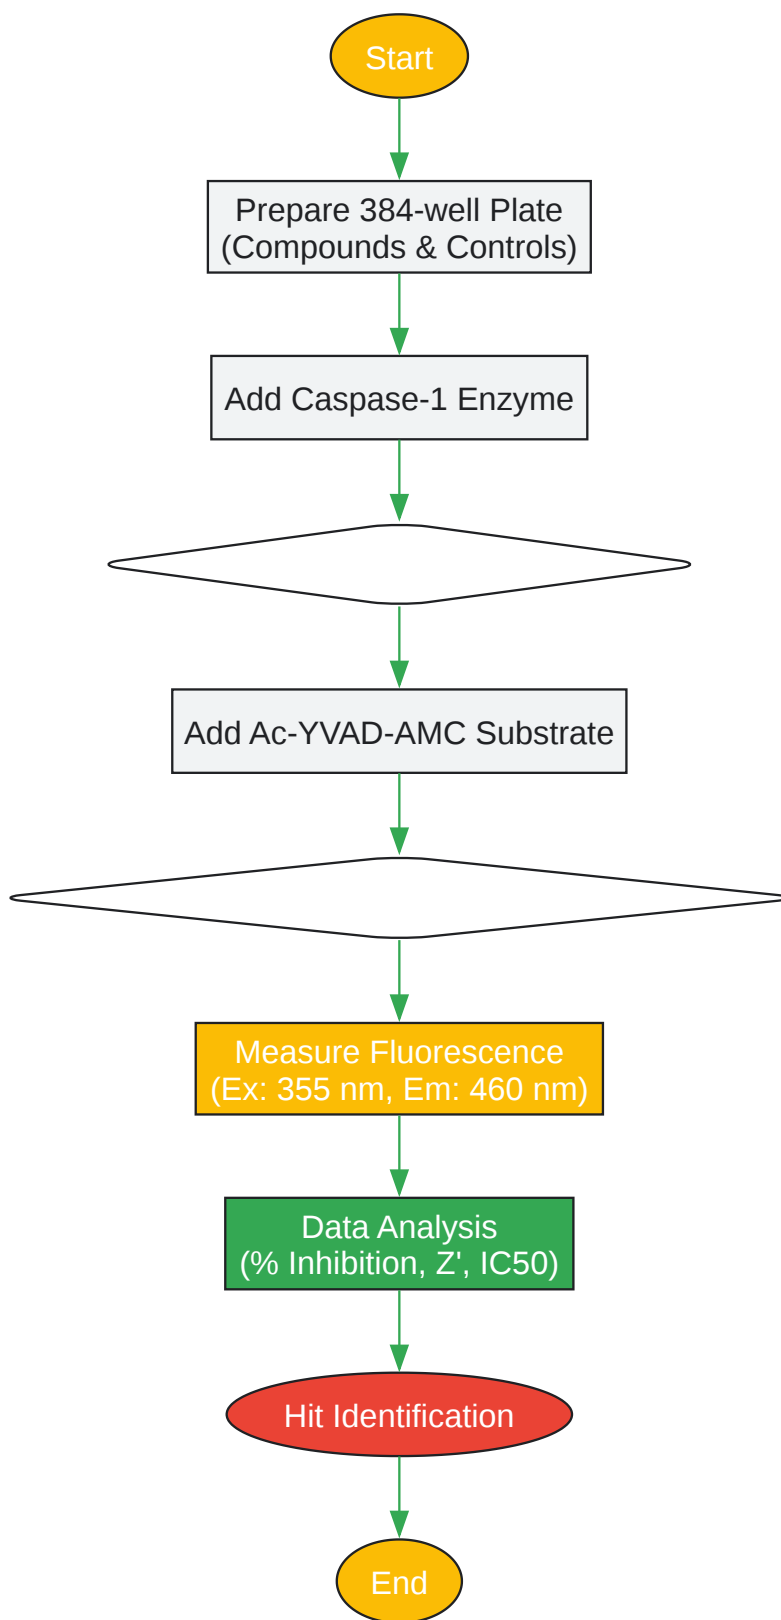 Start
Prepare 384-well Plate
(Compounds & Controls)
Add Caspase-1 Enzyme
Add Ac-YVAD-AMC Substrate
Measure Fluorescence
(Ex: 355 nm, Em: 460 nm)
Data Analysis
(% Inhibition, Z', IC50)
Hit Identification
End